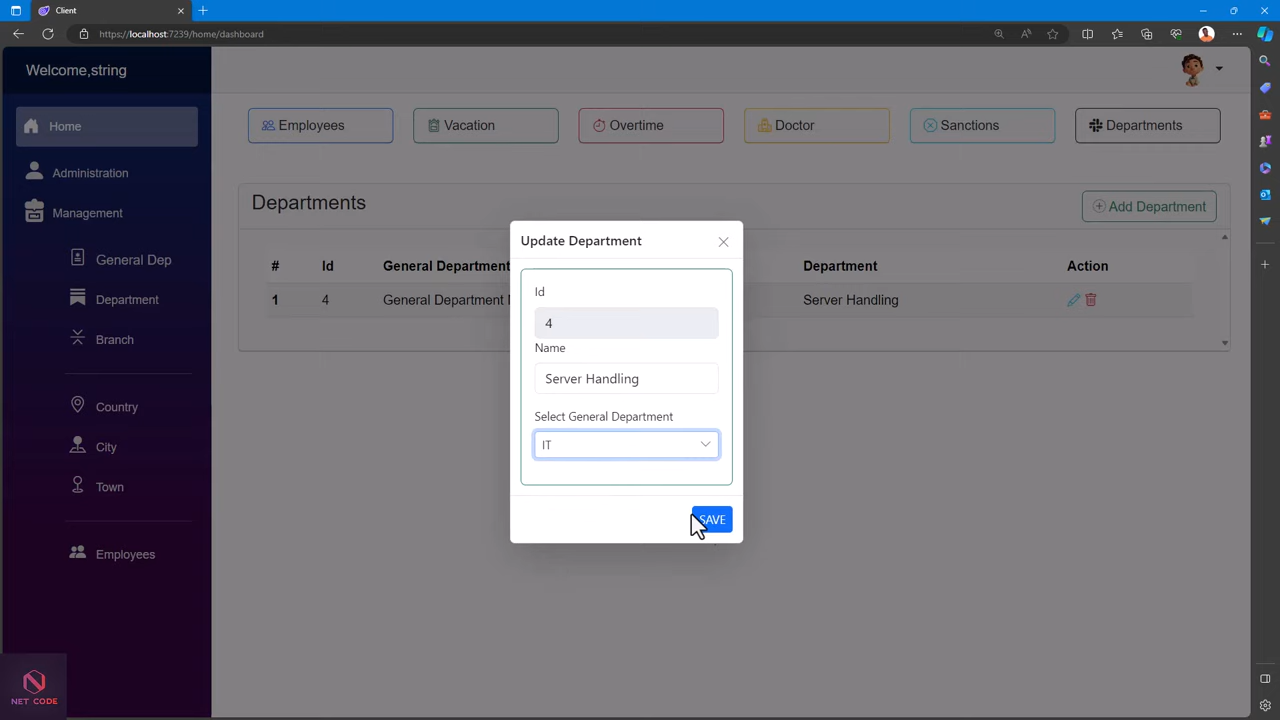 Client
https://localhost:7239/home/dashboard
Welcome,string
Home
Administration
Management
General Dep
Department
Branch
Country
City
Town
Employees
NET CODE
Employees
Vacation
Overtime
Doctor
Sanctions
Departments
Departments
Add Department
# Id General Department Department Action
1 4 General Department Server Handling
Update Department
Id
4
Name
Server Handling
Select General Department
IT
SAVE